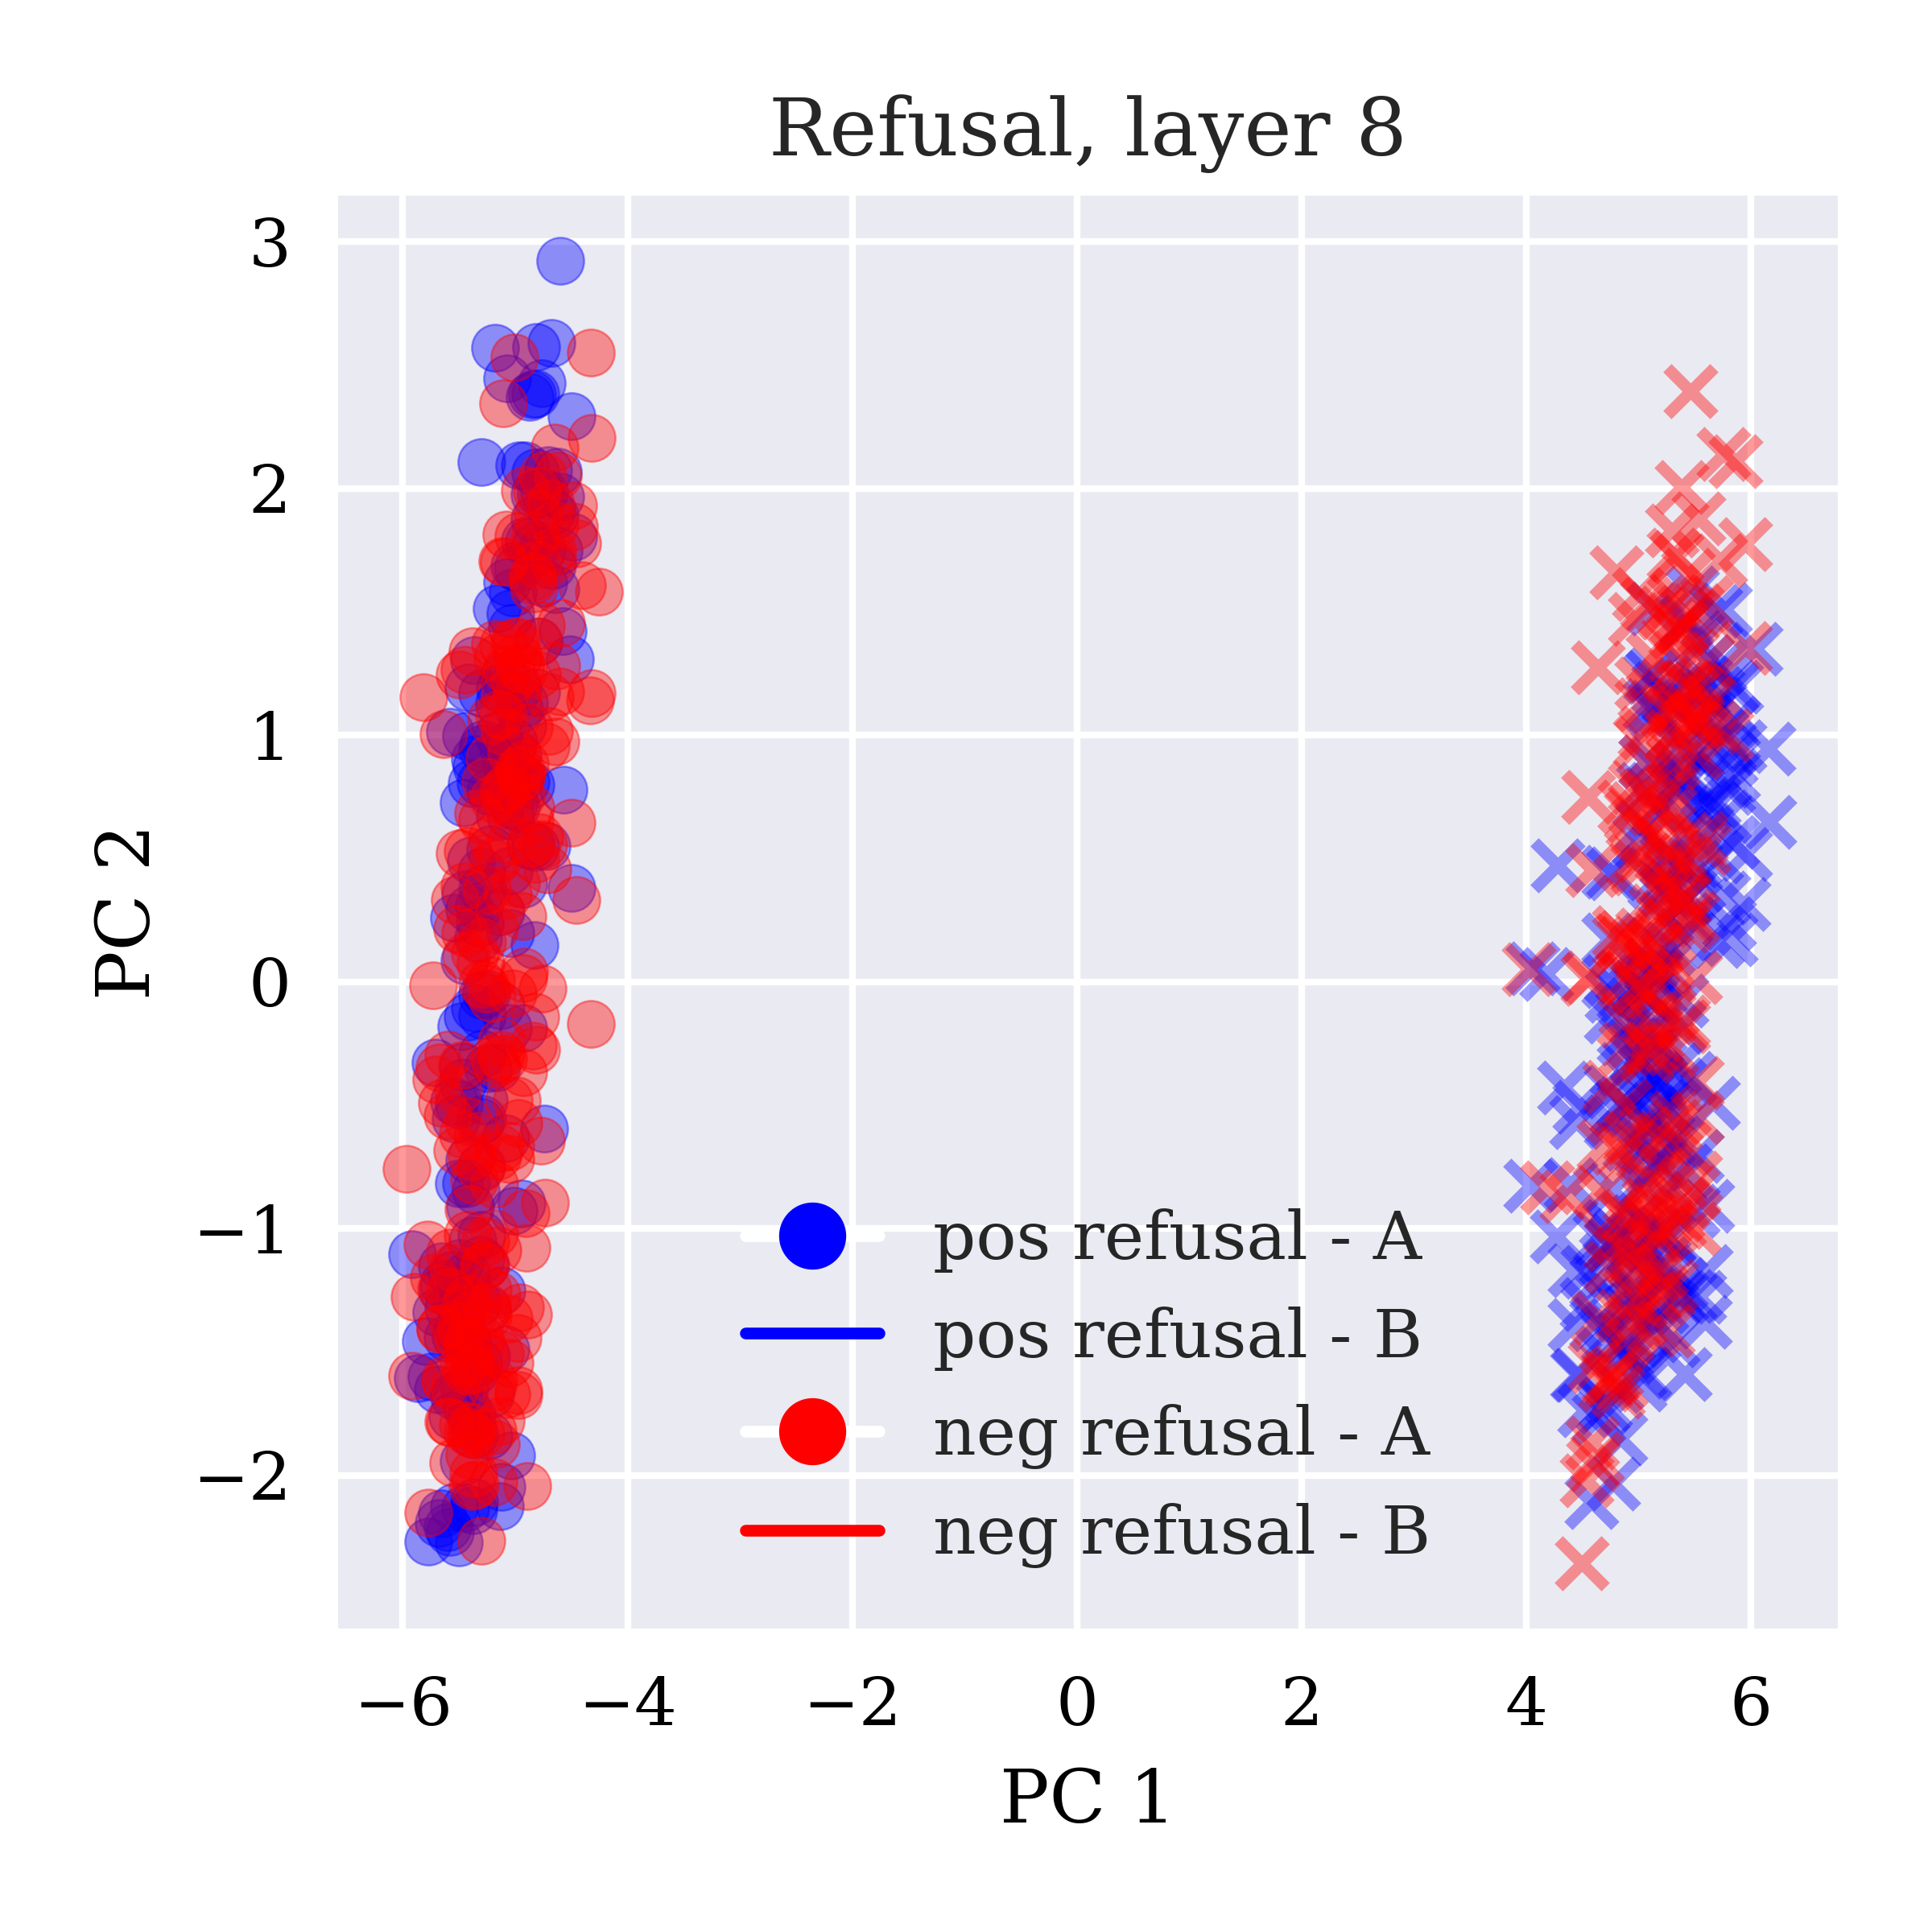 Refusal, layer 8
3
2
1
0
−1
−2
PC 2
pos refusal - A
pos refusal - B
neg refusal - A
neg refusal - B
−6 −4 −2 0 2 4 6
PC 1